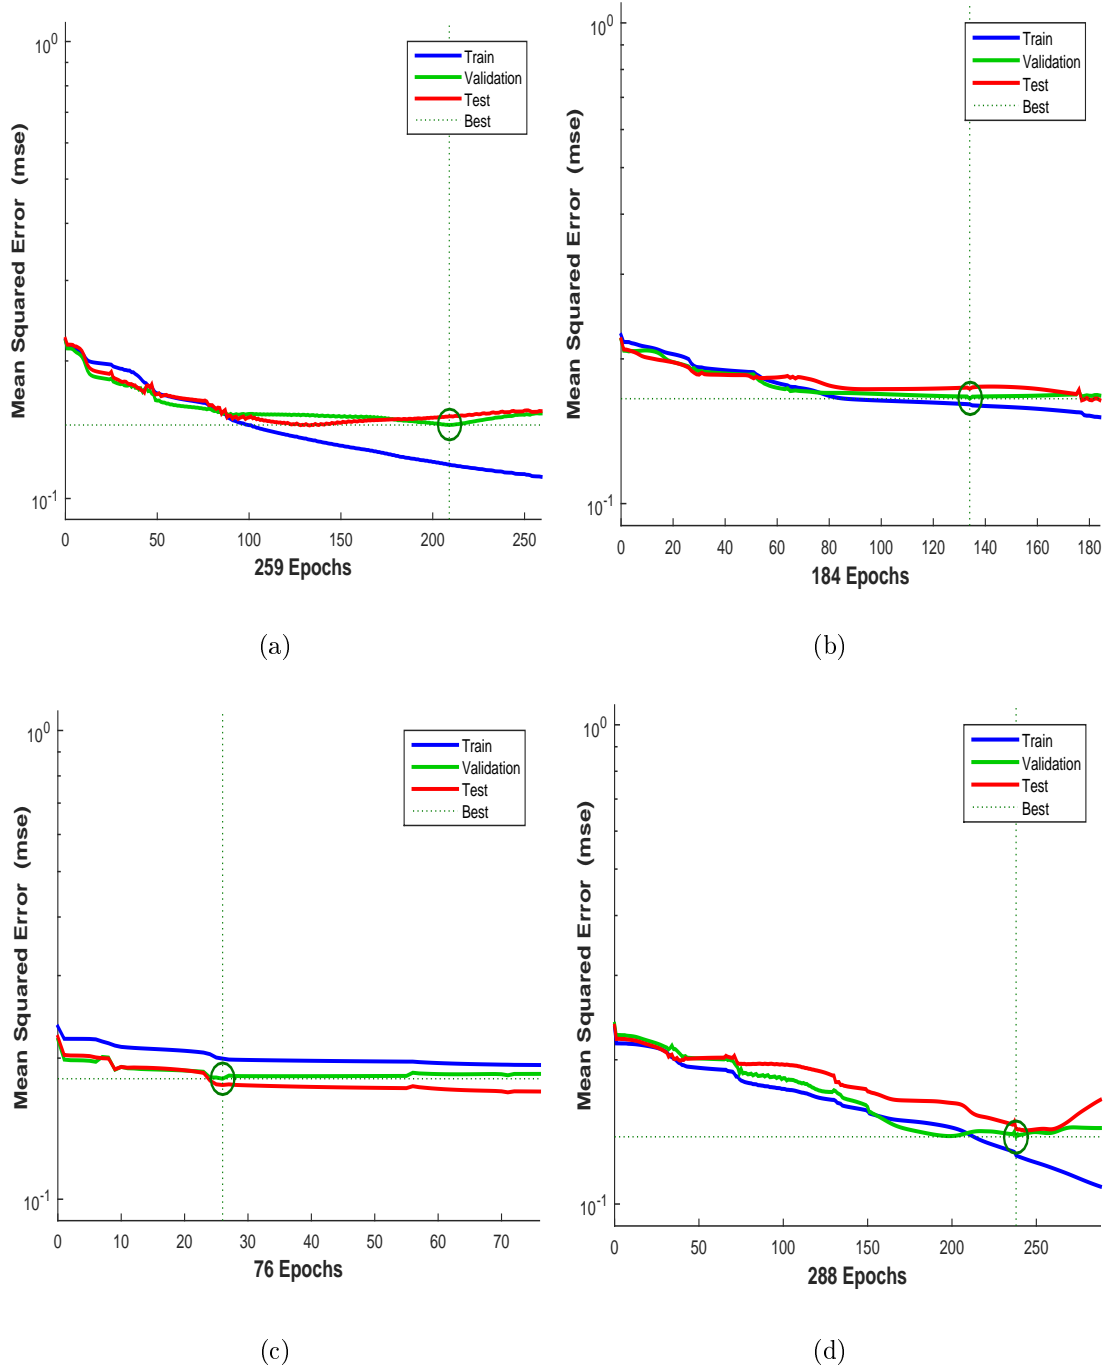 10^0
Train
Validation
Test
Best
Mean Squared Error (mse)
10^-1
0 50 100 150 200 250
259 Epochs
(a)
10^0
Train
Validation
Test
Best
Mean Squared Error (mse)
10^-1
0 20 40 60 80 100 120 140 160 180
184 Epochs
(b)
10^0
Train
Validation
Test
Best
Mean Squared Error (mse)
10^-1
0 10 20 30 40 50 60 70
76 Epochs
(c)
10^0
Train
Validation
Test
Best
Mean Squared Error (mse)
10^-1
0 50 100 150 200 250
288 Epochs
(d)